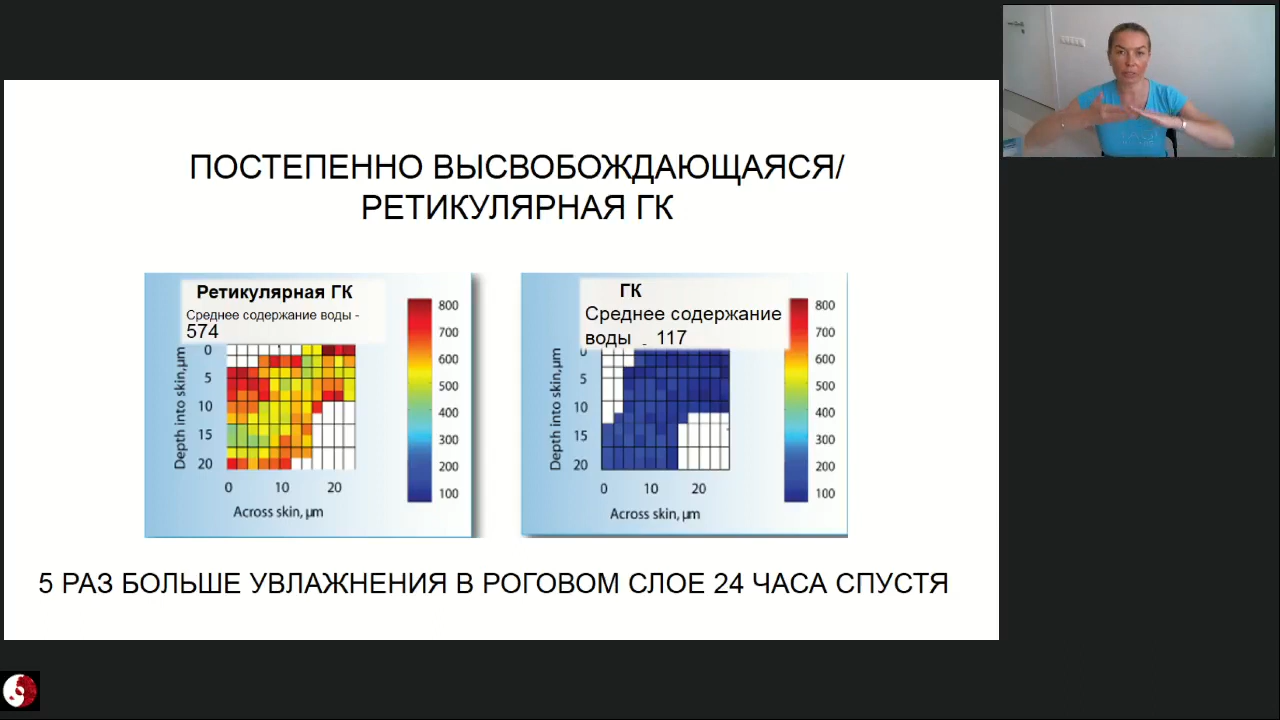 ПОСТЕПЕННО ВЫСВОБОЖДАЮЩАЯСЯ/
РЕТИКУЛЯРНАЯ ГК
Ретикулярная ГК
Среднее содержание воды -
574
Depth into skin,µm
0
5
10
15
20
0 10 20
Across skin, µm
800
700
600
500
400
300
200
100
ГК
Среднее содержание
воды - 117
Depth into skin,µm
0
5
10
15
20
0 10 20
Across skin, µm
800
700
600
500
400
300
200
100
5 РАЗ БОЛЬШЕ УВЛАЖНЕНИЯ В РОГОВОМ СЛОЕ 24 ЧАСА СПУСТЯ